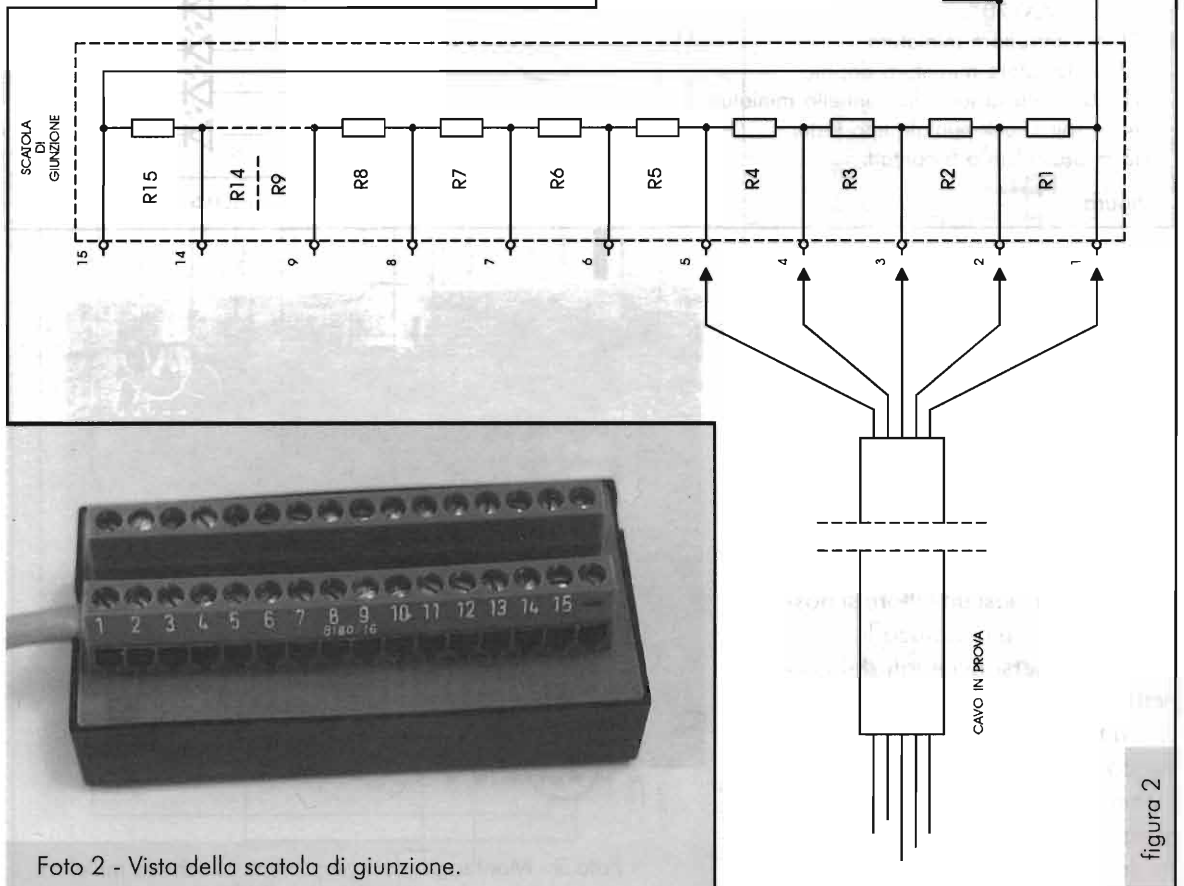 SCATOLA
DI
GIUNZIONE
R15
R14
R9
R8
R7
R6
R5
R4
R3
R2
R1
15
14
9
8
7
6
5
4
3
2
1
CAVO IN PROVA
figura 2
1 2 3 4 5 6 7 8 9 10 11 12 13 14 15
Foto 2 - Vista della scatola di giunzione.